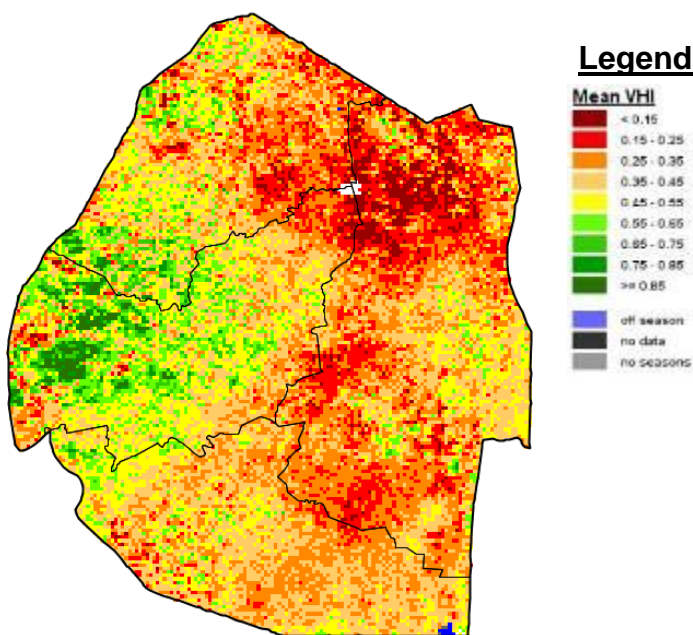 Legend
Mean VHI
< 0.15
0.15 - 0.25
0.25 - 0.35
0.35 - 0.45
0.45 - 0.55
0.55 - 0.65
0.65 - 0.75
0.75 - 0.85
>= 0.85
off season
no data
no seasons